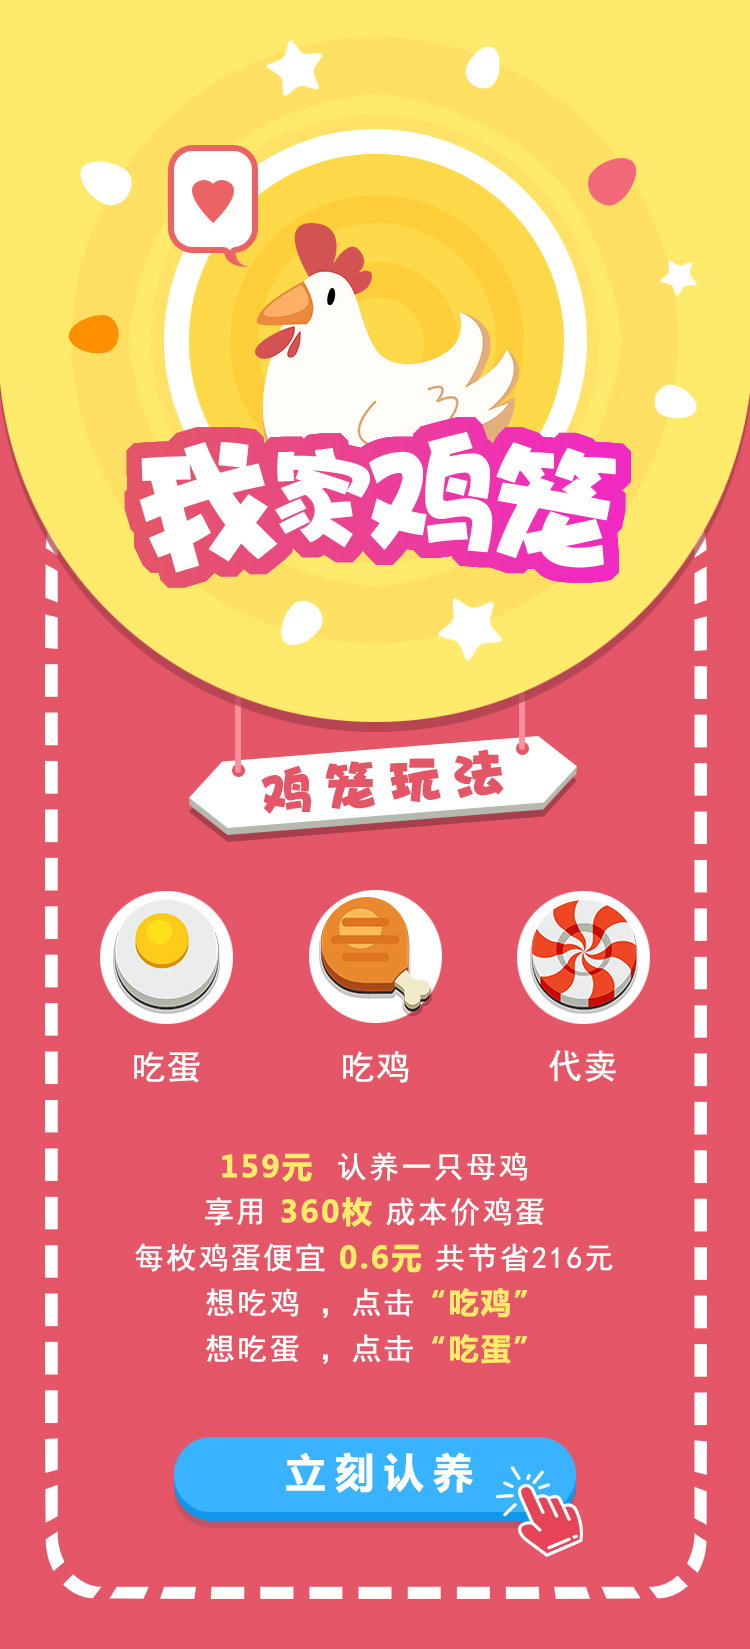 我家鸡笼
鸡笼玩法
吃蛋 吃鸡 代卖
159元 认养一只母鸡
享用 360枚 成本价鸡蛋
每枚鸡蛋便宜 0.6元 共节省216元
想吃鸡 ，点击 “吃鸡”
想吃蛋 ，点击 “吃蛋”
立刻认养